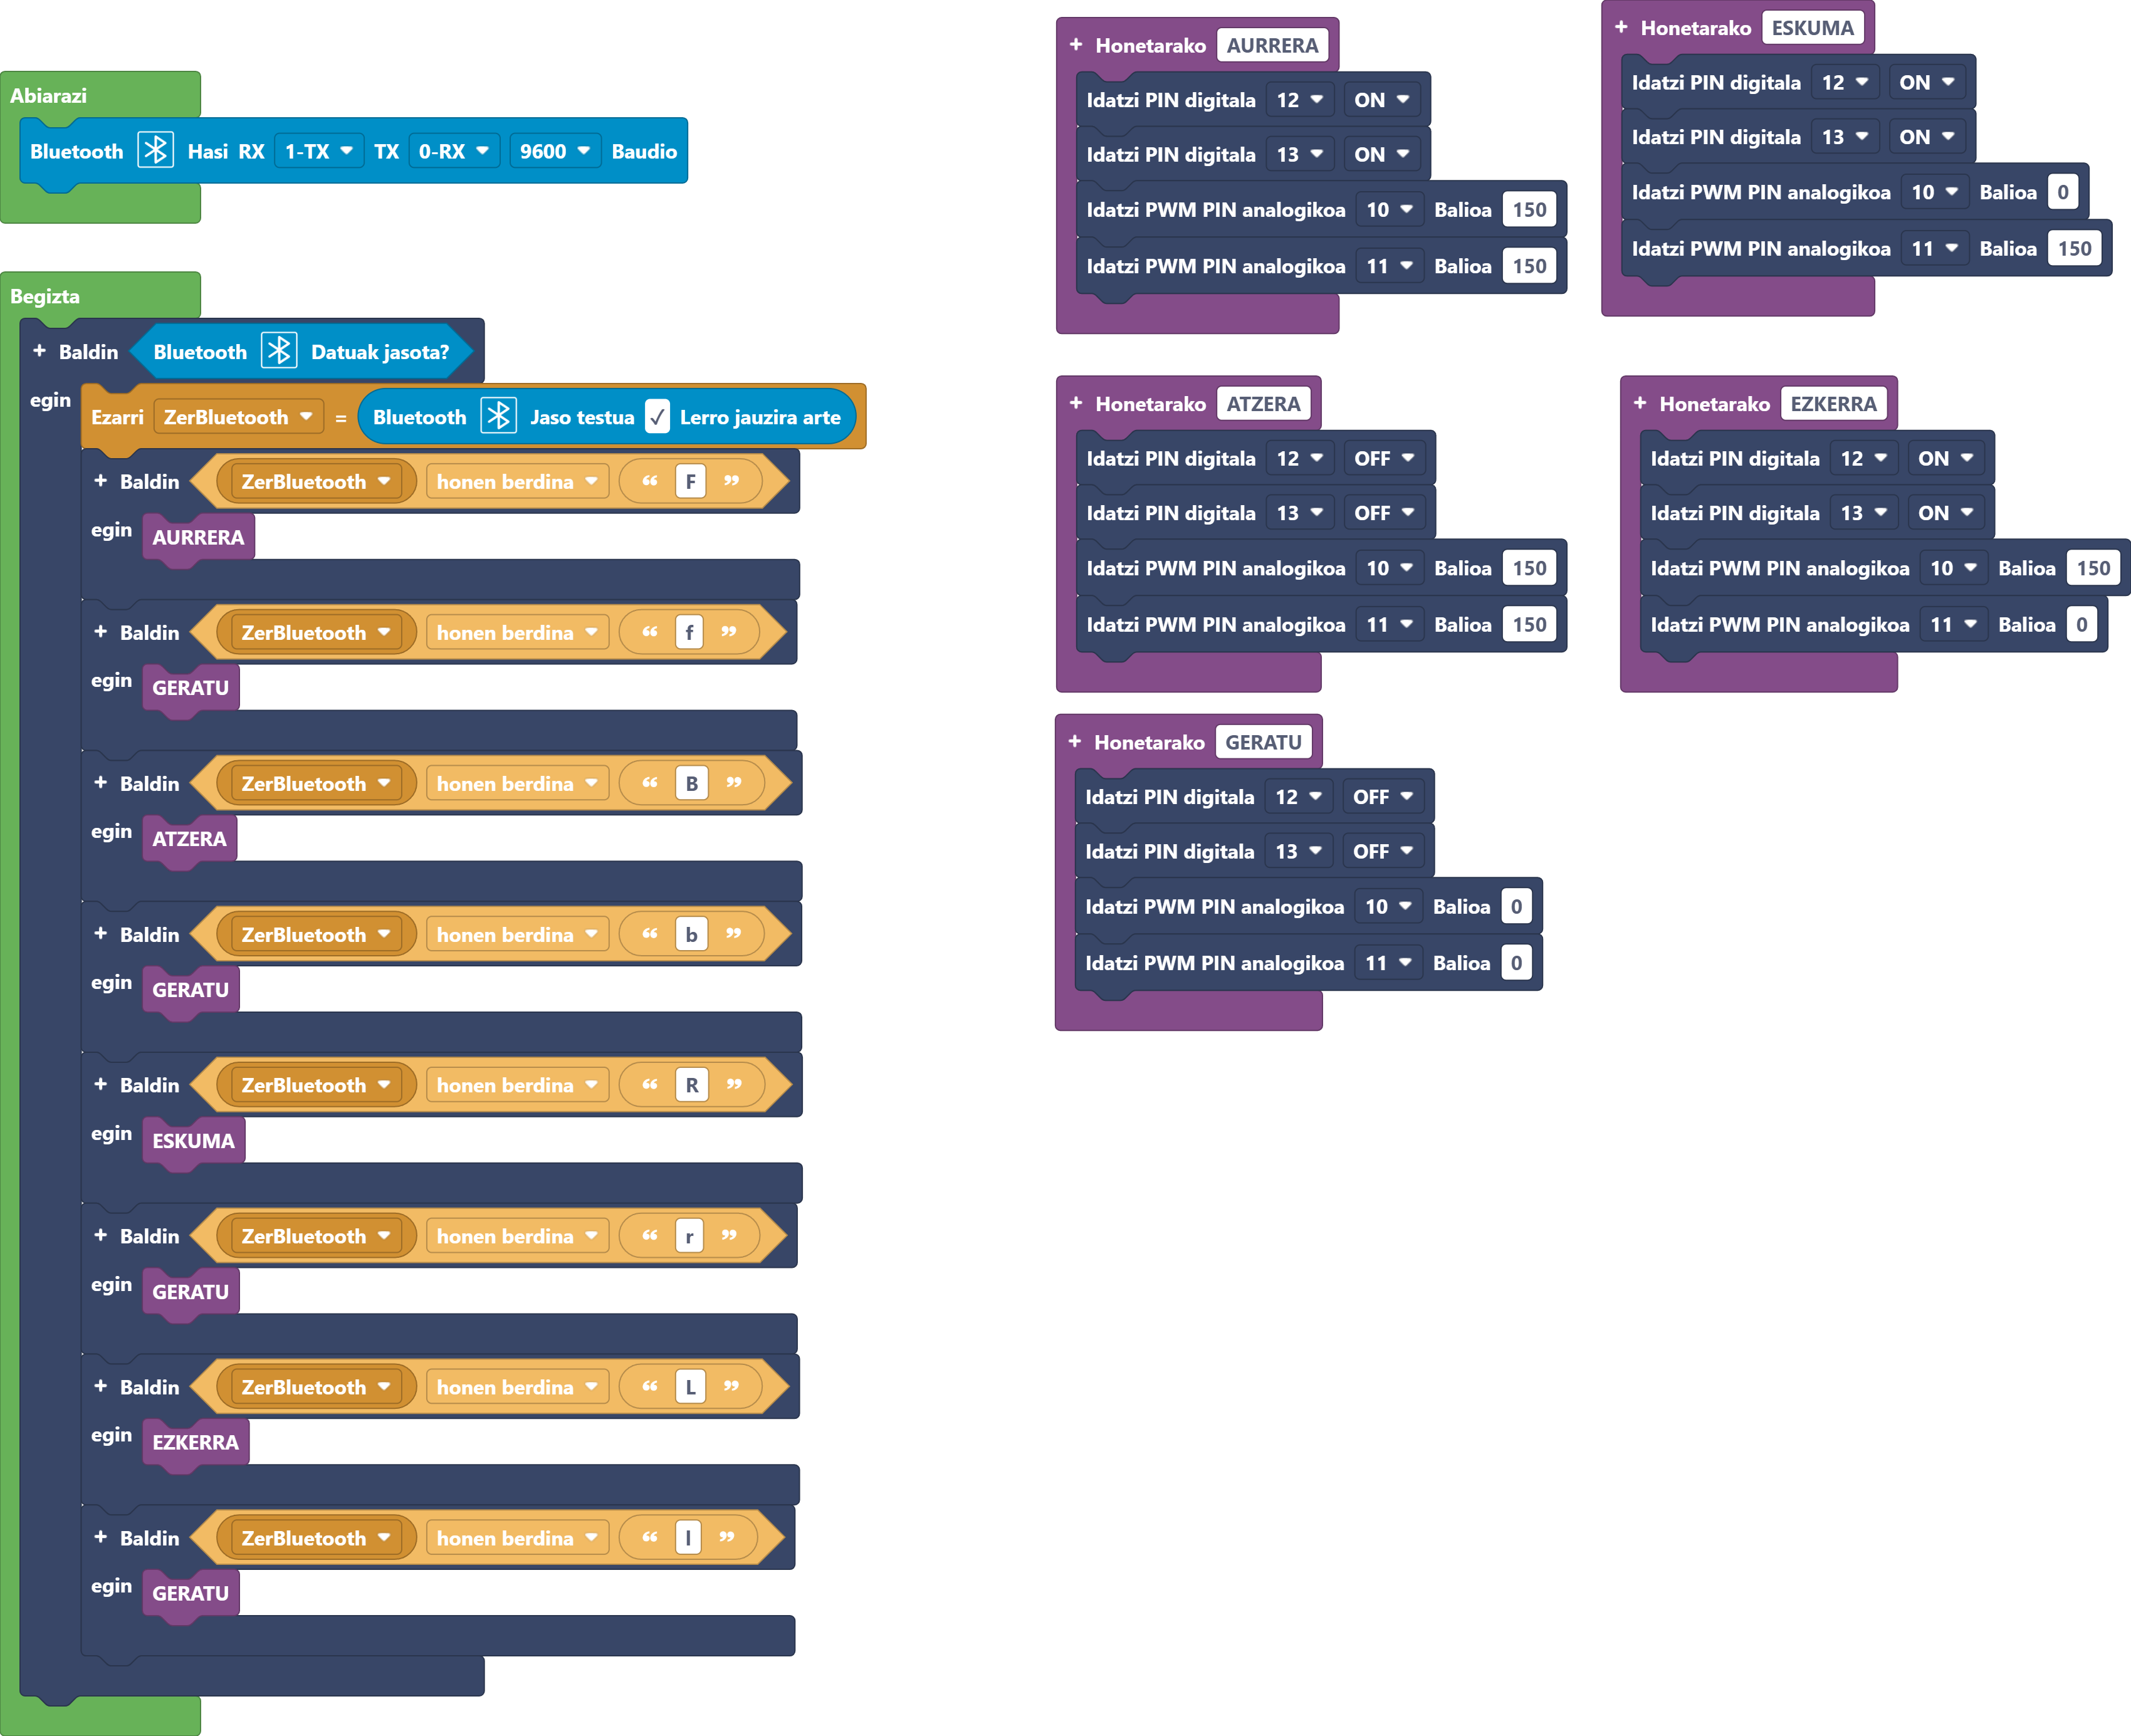 Abiarazi
Bluetooth Hasi RX 1-TX TX 0-RX 9600 Baudio
Begizta
+ Baldin Bluetooth Datuak jasota?
egin Ezarri ZerBluetooth = Bluetooth Jaso testua ✓ Lerro jauzira arte
+ Baldin ZerBluetooth honen berdina “ F ”
egin AURRERA
+ Baldin ZerBluetooth honen berdina “ f ”
egin GERATU
+ Baldin ZerBluetooth honen berdina “ B ”
egin ATZERA
+ Baldin ZerBluetooth honen berdina “ b ”
egin GERATU
+ Baldin ZerBluetooth honen berdina “ R ”
egin ESKUMA
+ Baldin ZerBluetooth honen berdina “ r ”
egin GERATU
+ Baldin ZerBluetooth honen berdina “ L ”
egin EZKERRA
+ Baldin ZerBluetooth honen berdina “ l ”
egin GERATU
+ Honetarako AURRERA
Idatzi PIN digitala 12 ON
Idatzi PIN digitala 13 ON
Idatzi PWM PIN analogikoa 10 Balioa 150
Idatzi PWM PIN analogikoa 11 Balioa 150
+ Honetarako ESKUMA
Idatzi PIN digitala 12 ON
Idatzi PIN digitala 13 ON
Idatzi PWM PIN analogikoa 10 Balioa 0
Idatzi PWM PIN analogikoa 11 Balioa 150
+ Honetarako ATZERA
Idatzi PIN digitala 12 OFF
Idatzi PIN digitala 13 OFF
Idatzi PWM PIN analogikoa 10 Balioa 150
Idatzi PWM PIN analogikoa 11 Balioa 150
+ Honetarako EZKERRA
Idatzi PIN digitala 12 ON
Idatzi PIN digitala 13 ON
Idatzi PWM PIN analogikoa 10 Balioa 150
Idatzi PWM PIN analogikoa 11 Balioa 0
+ Honetarako GERATU
Idatzi PIN digitala 12 OFF
Idatzi PIN digitala 13 OFF
Idatzi PWM PIN analogikoa 10 Balioa 0
Idatzi PWM PIN analogikoa 11 Balioa 0